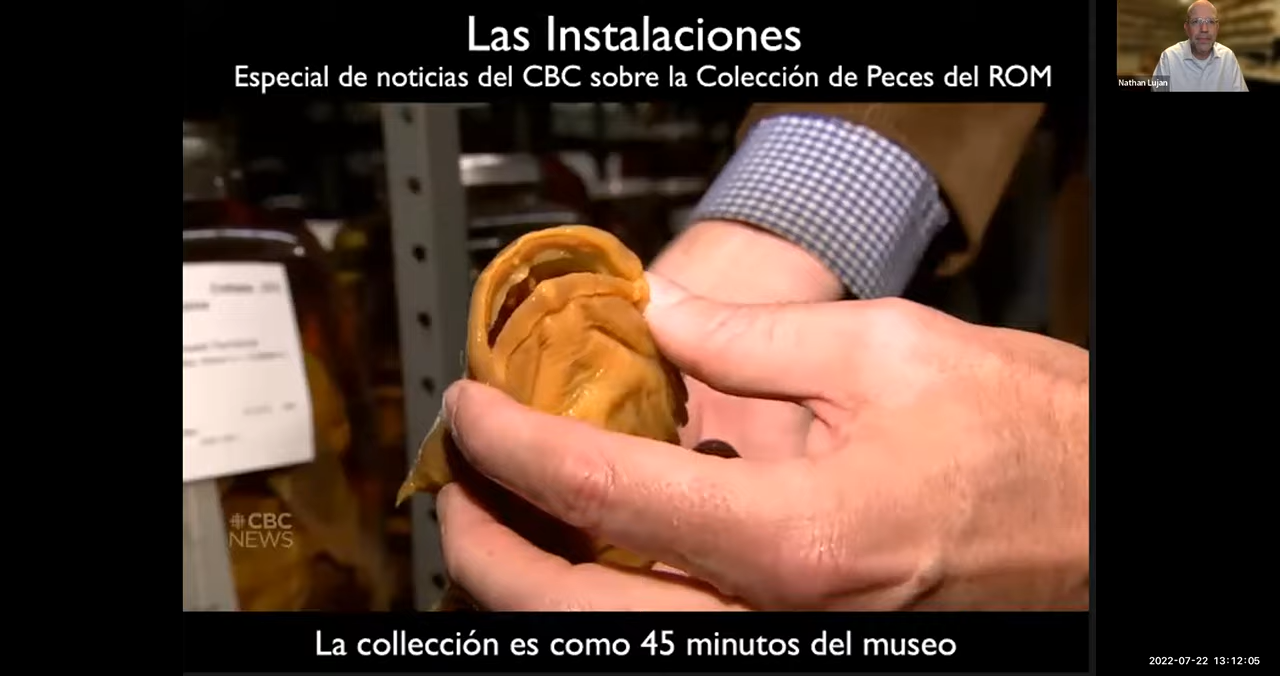 Las Instalaciones
Especial de noticias del CBC sobre la Colección de Peces del ROM
Nathan Lujan
CBC
NEWS
La collección es como 45 minutos del museo
2022-07-22 13:12:05